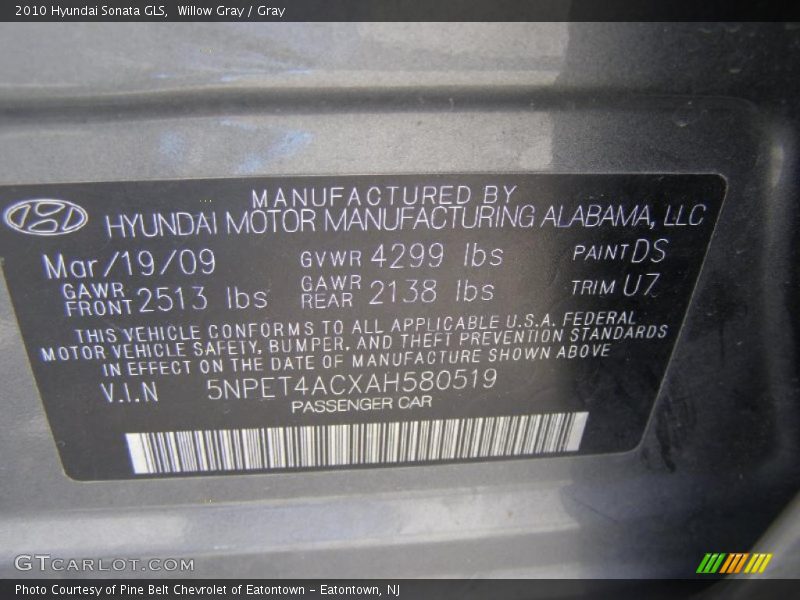 2010 Hyundai Sonata GLS, Willow Gray / Gray
MANUFACTURED BY
HYUNDAI MOTOR MANUFACTURING ALABAMA, LLC
Mar/19/09 GVWR 4299 lbs PAINT DS
GAWR FRONT 2513 lbs GAWR REAR 2138 lbs TRIM U7
THIS VEHICLE CONFORMS TO ALL APPLICABLE U.S.A. FEDERAL
MOTOR VEHICLE SAFETY, BUMPER, AND THEFT PREVENTION STANDARDS
IN EFFECT ON THE DATE OF MANUFACTURE SHOWN ABOVE
V.I.N 5NPET4ACXAH580519
PASSENGER CAR
GTCARLOT.COM
Photo Courtesy of Pine Belt Chevrolet of Eatontown - Eatontown, NJ